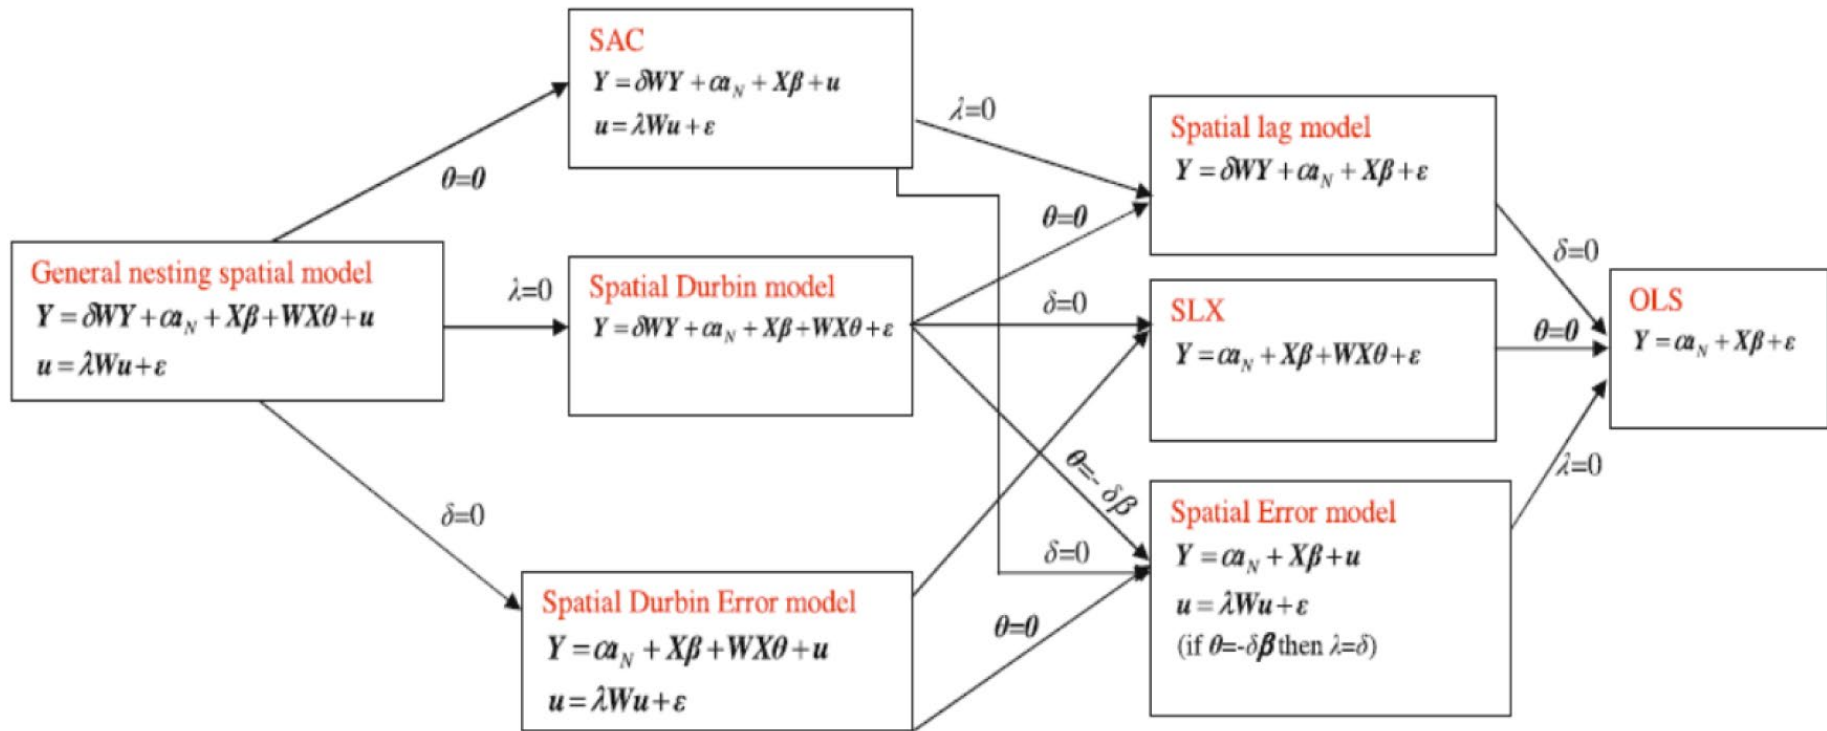 SAC
Y = δWY + αι_N + Xβ + u
u = λWu + ε
θ=0
λ=0
General nesting spatial model
Y = δWY + αι_N + Xβ + WXθ + u
u = λWu + ε
λ=0
Spatial Durbin model
Y = δWY + αι_N + Xβ + WXθ + ε
δ=0
Spatial Durbin Error model
Y = αι_N + Xβ + WXθ + u
u = λWu + ε
θ=0
δ=0
θ=- δβ
δ=0
θ=0
Spatial lag model
Y = δWY + αι_N + Xβ + ε
SLX
Y = αι_N + Xβ + WXθ + ε
Spatial Error model
Y = αι_N + Xβ + u
u = λWu + ε
(if θ=-δβ then λ=δ)
δ=0
θ=0
λ=0
OLS
Y = αι_N + Xβ + ε